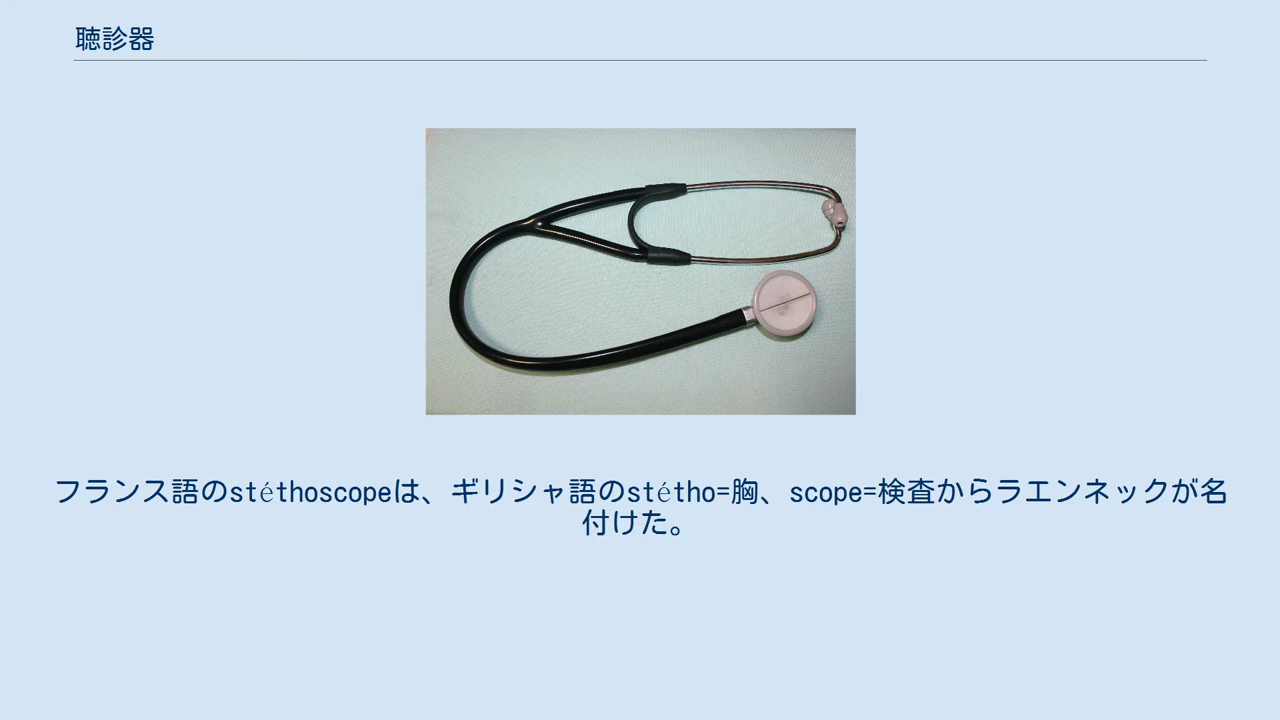 聴診器
フランス語のstéthoscopeは、ギリシャ語のstétho=胸、scope=検査からラエンネックが名
付けた。